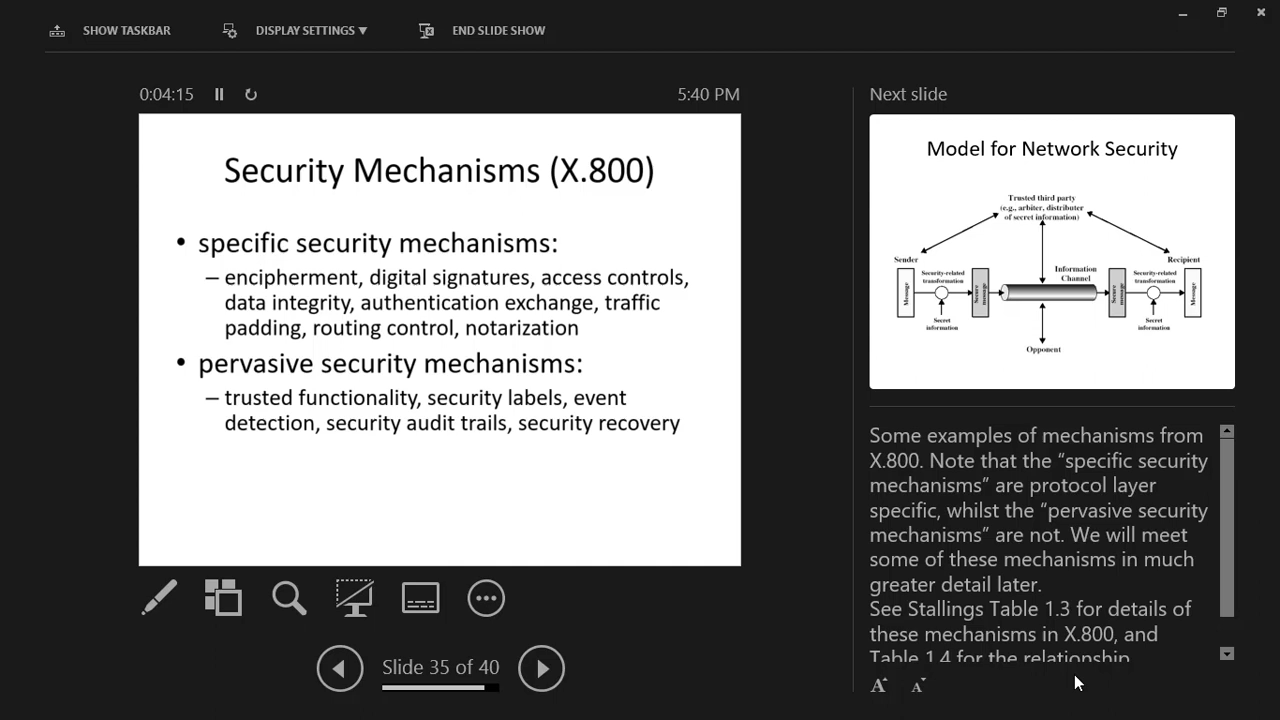 SHOW TASKBAR
DISPLAY SETTINGS ▼
END SLIDE SHOW
0:04:15
5:40 PM
Security Mechanisms (X.800)
• specific security mechanisms:
– encipherment, digital signatures, access controls,
data integrity, authentication exchange, traffic
padding, routing control, notarization
• pervasive security mechanisms:
– trusted functionality, security labels, event
detection, security audit trails, security recovery
Slide 35 of 40
Next slide
Model for Network Security
Trusted third party
(e.g., arbiter, distributer
of secret information)
Sender
Recipient
Security-related
transformation
Information
Channel
Security-related
transformation
Message
Secure
message
Secure
message
Message
Secret
information
Secret
information
Opponent
Some examples of mechanisms from
X.800. Note that the “specific security
mechanisms” are protocol layer
specific, whilst the “pervasive security
mechanisms” are not. We will meet
some of these mechanisms in much
greater detail later.
See Stallings Table 1.3 for details of
these mechanisms in X.800, and
Table 1.4 for the relationship
A A